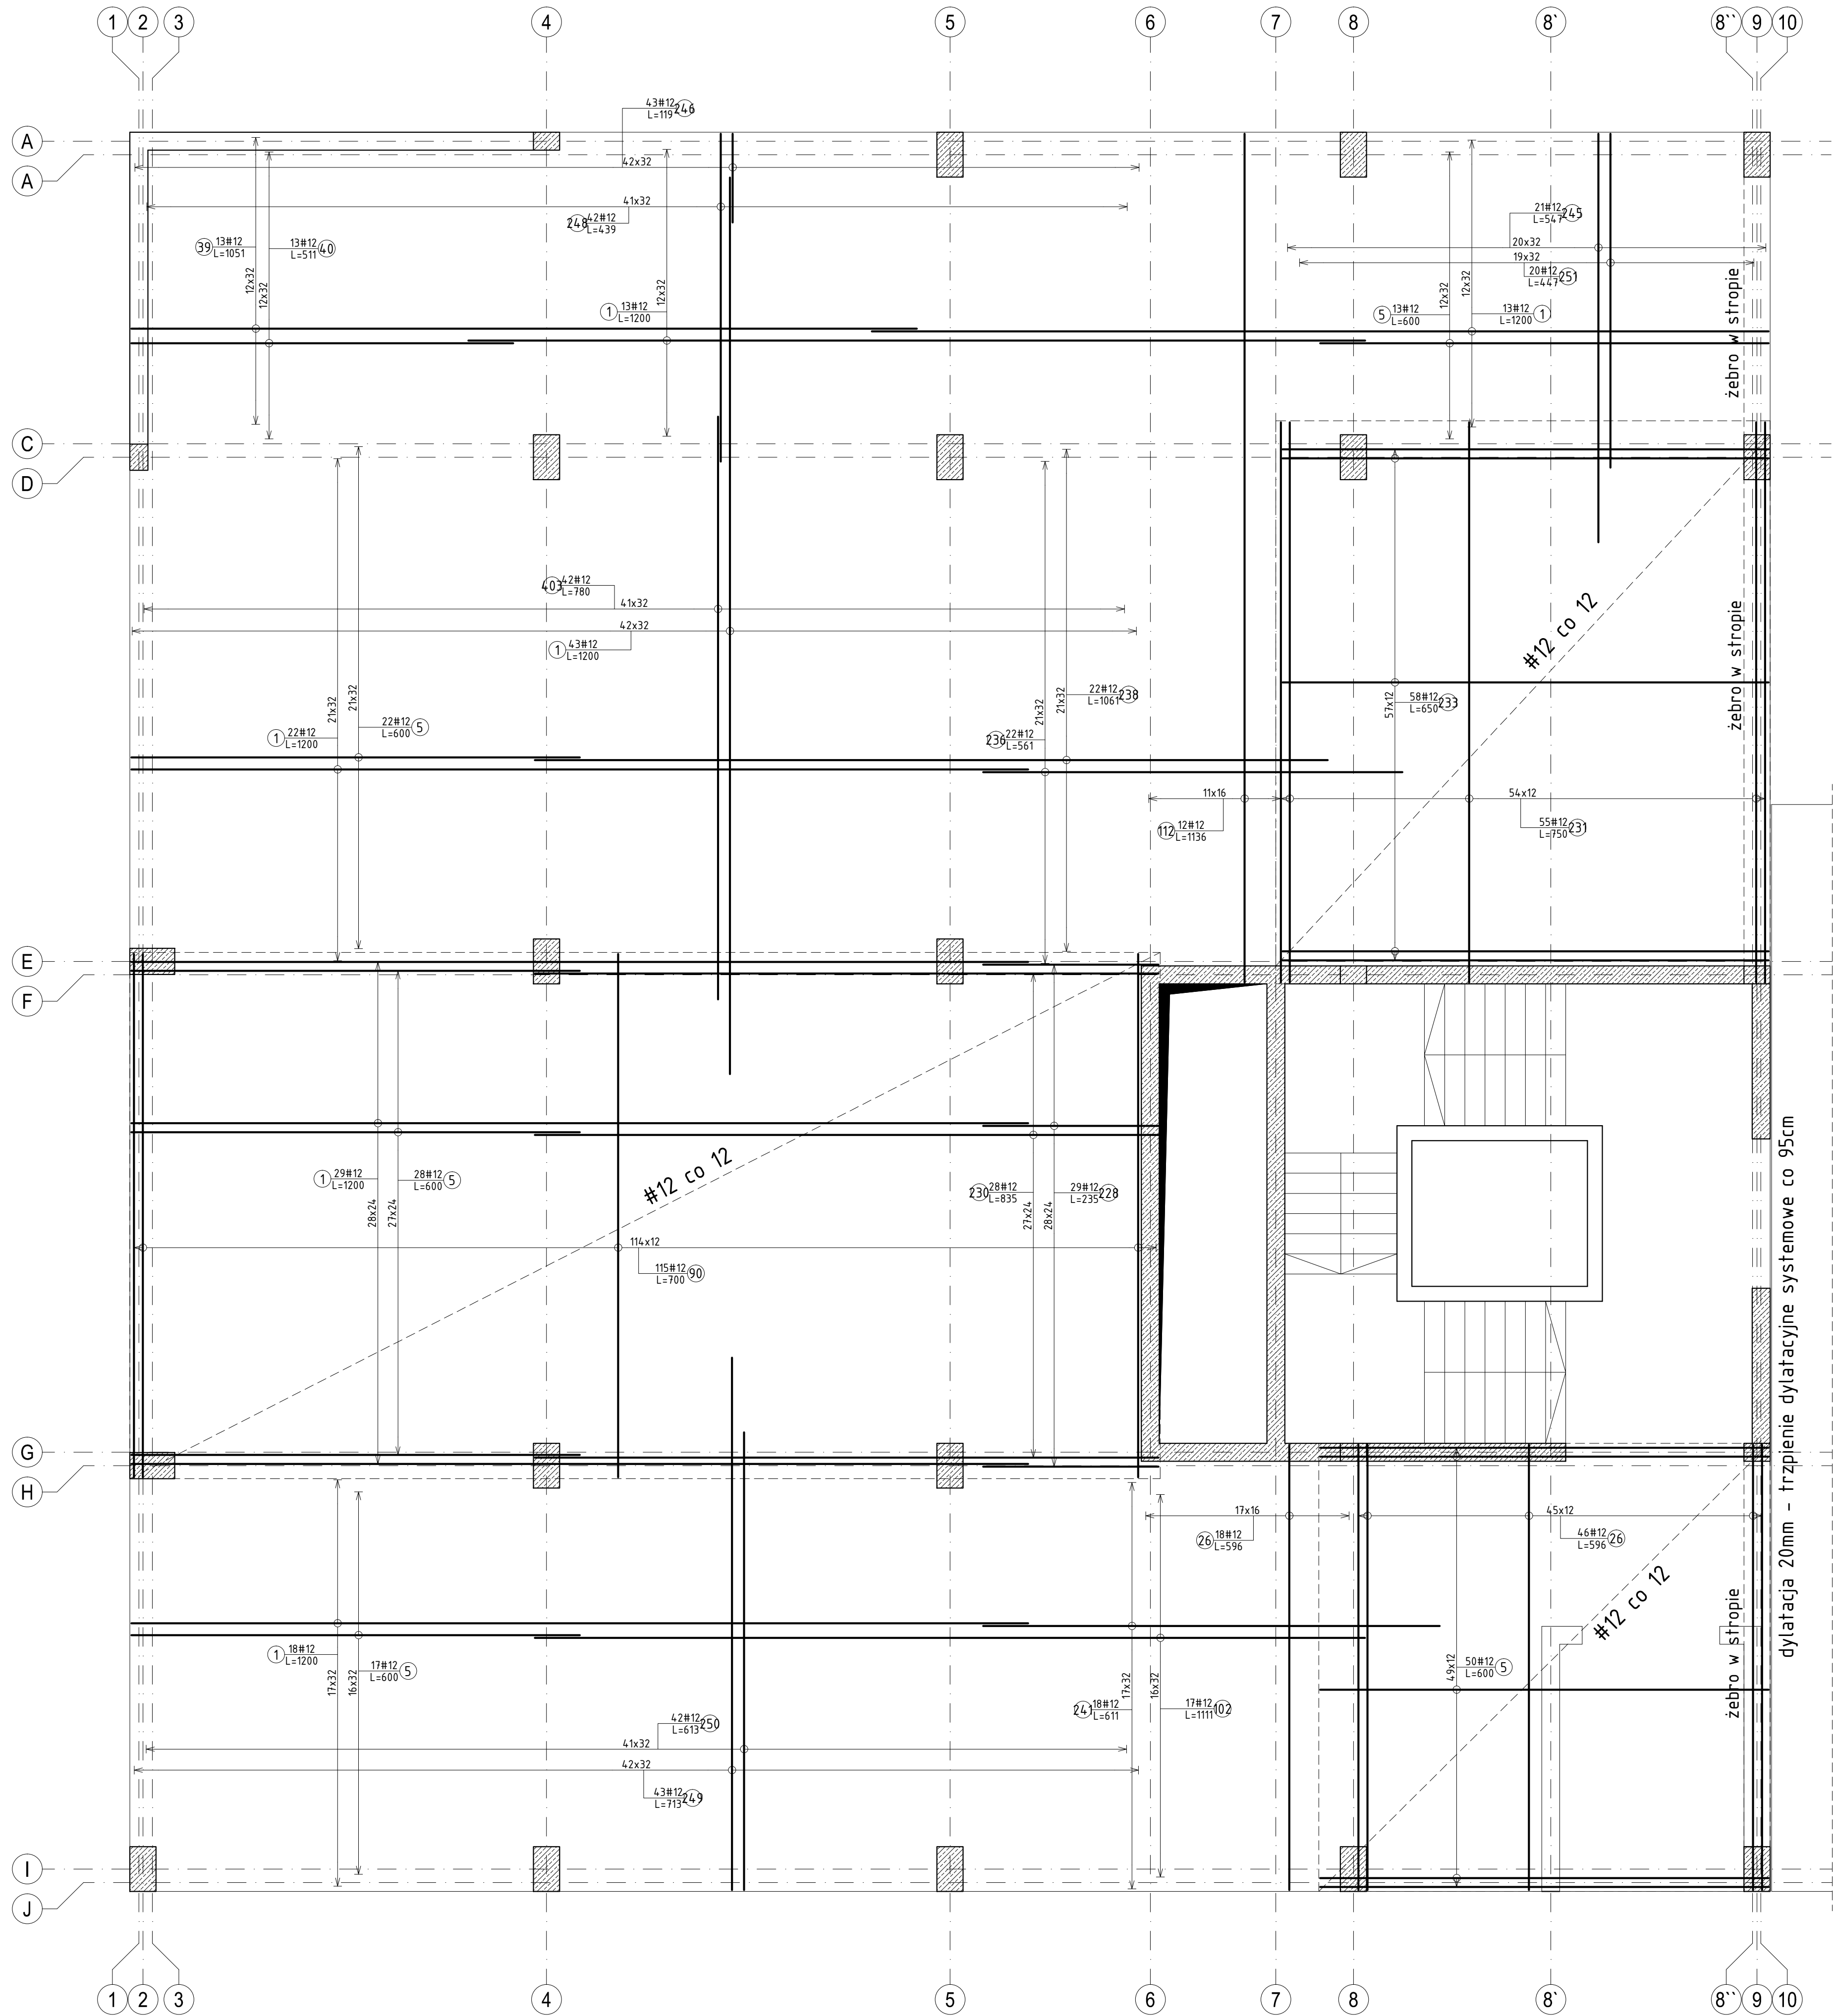 1 2 3 4 5 6 7 8 8` 8`` 9 10
A
A
43#12 246
L=119
42x32
41x32
248 42#12
L=439
39 13#12
L=1051
13#12 40
L=511
12x32
12x32
12x32
1 13#12
L=1200
21#12 245
L=547
20x32
19x32
20#12 251
L=447
12x32
12x32
5 13#12
L=600
13#12 1
L=1200
żebro w stropie
C
D
403 42#12
L=780
41x32
42x32
1 43#12
L=1200
#12 co 12
żebro w stropie
21x32
21x32
1 22#12
L=1200
22#12 5
L=600
21x32
21x32
22#12 238
L=1061
236 22#12
L=561
57x12
58#12 233
L=650
11x16
112 12#12
L=1136
54x12
55#12 231
L=750
E
F
#12 co 12
1 29#12
L=1200
28#12 5
L=600
28x24
27x24
230 28#12
L=835
29#12 228
L=235
27x24
28x24
114x12
115#12 90
L=700
dylatacja 20mm - trzpienie dylatacyjne systemowe co 95cm
G
H
17x16
26 18#12
L=596
45x12
46#12 26
L=596
#12 co 12
żebro w stropie
1 18#12
L=1200
17#12 5
L=600
17x32
16x32
49x12
50#12 5
L=600
241 18#12
L=611
17#12 102
L=1111
17x32
16x32
42#12 250
L=613
41x32
42x32
43#12 249
L=713
I
J
1 2 3 4 5 6 7 8 8` 8`` 9 10